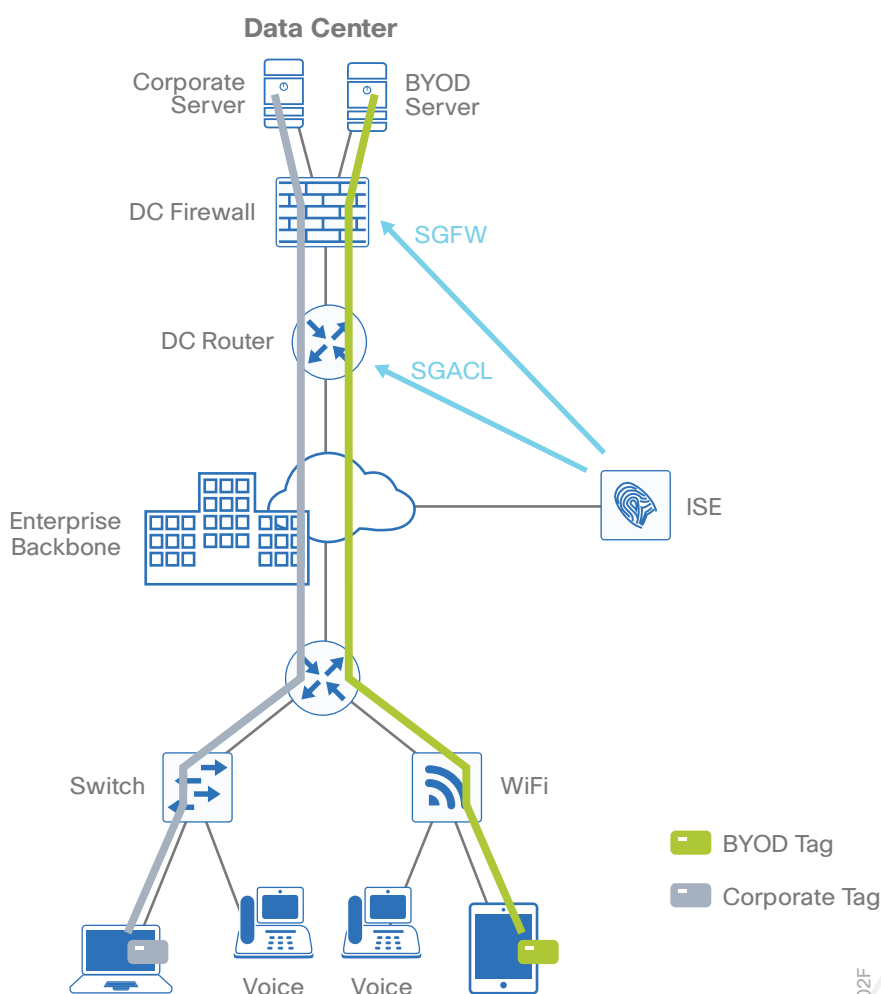 Data Center
Corporate
Server
BYOD
Server
DC Firewall
SGFW
DC Router
SGACL
Enterprise
Backbone
ISE
Switch
WiFi
BYOD Tag
Corporate Tag
Voice
Voice
02F